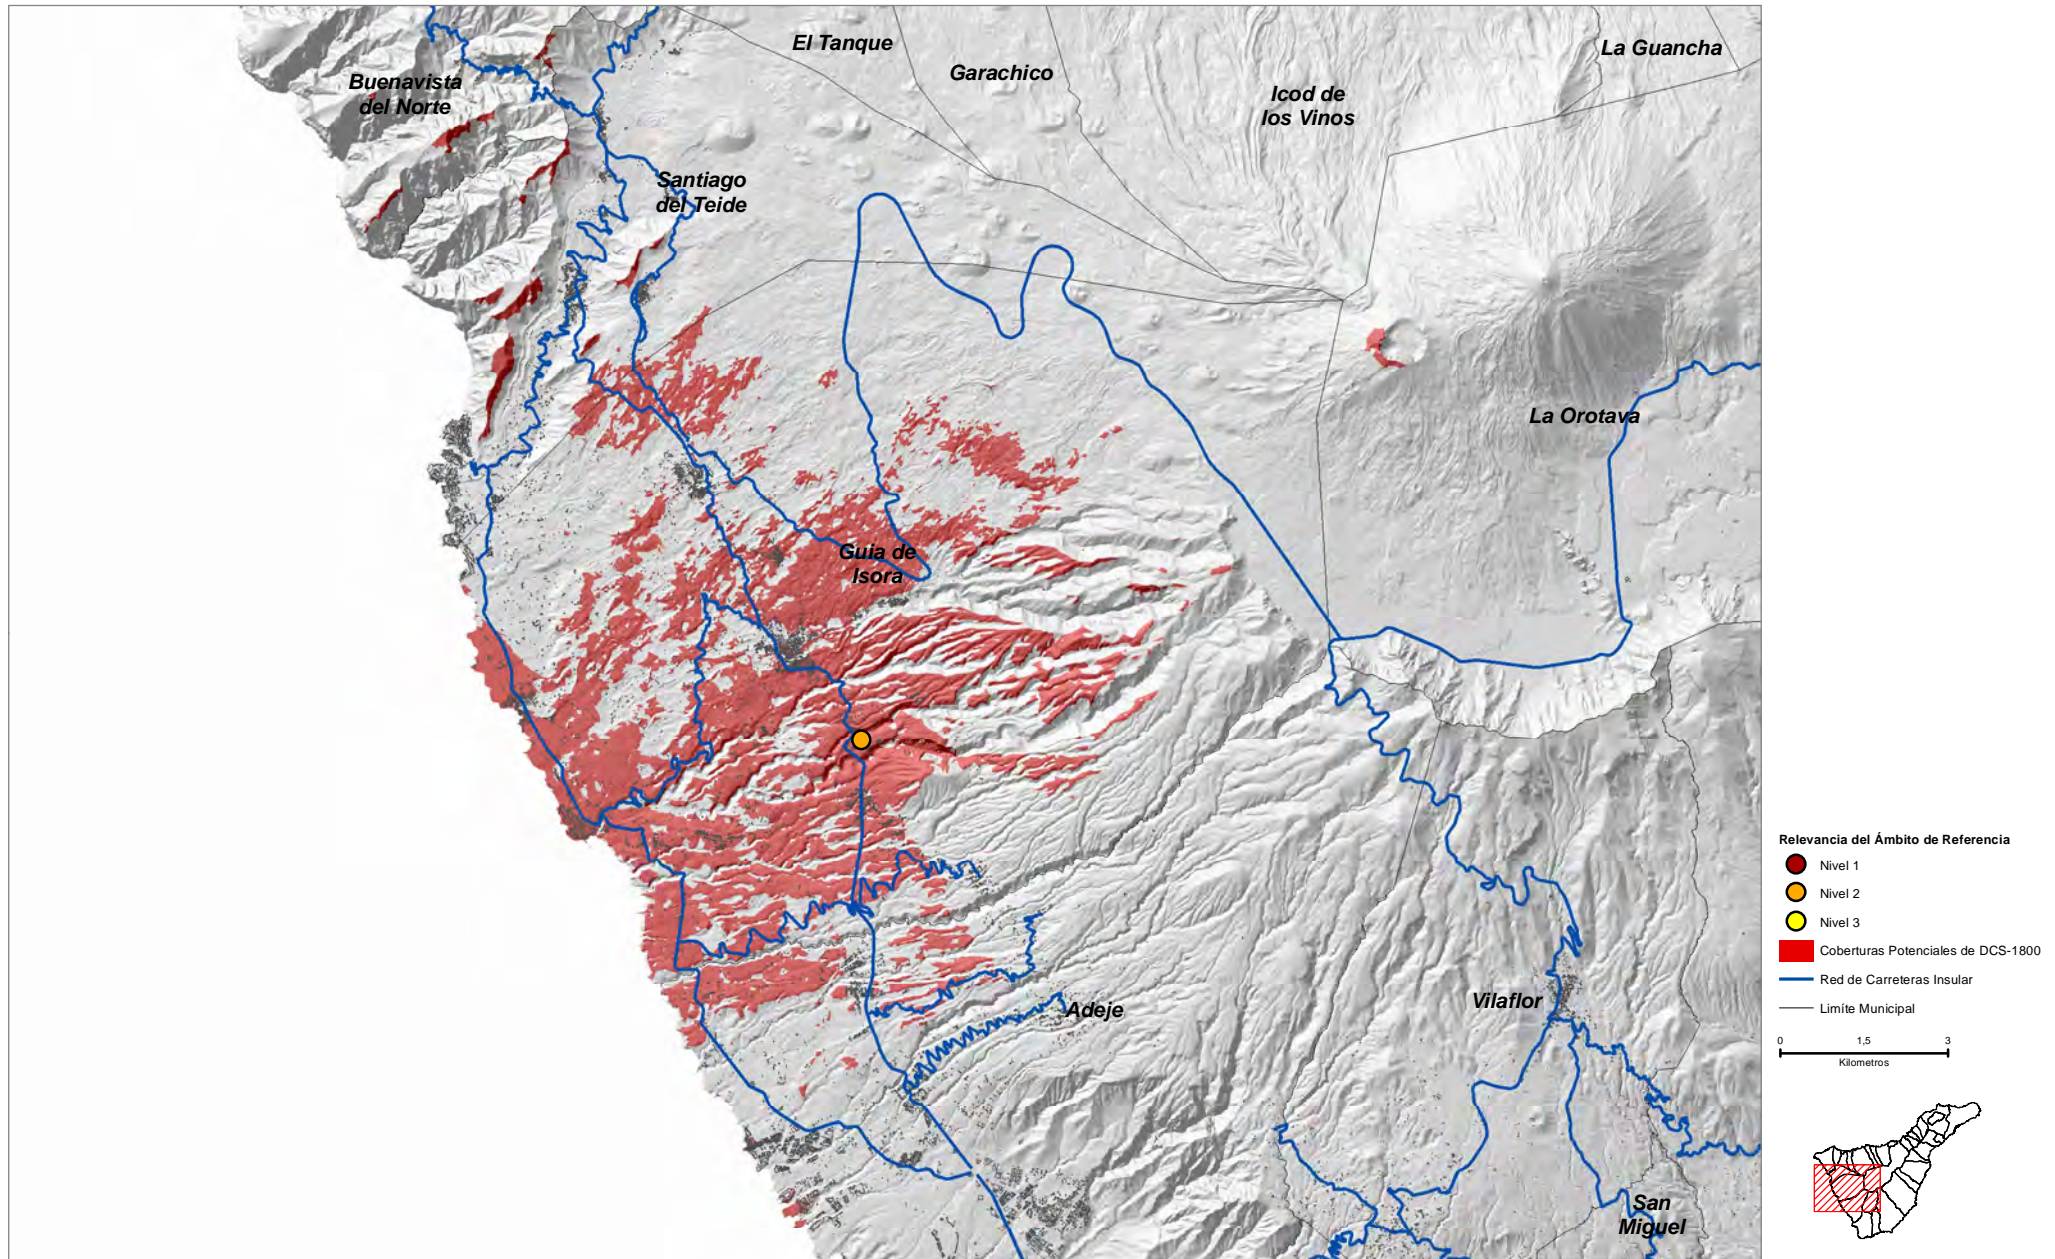 El Tanque
Garachico
La Guancha
Buenavista
del Norte
Icod de
los Vinos
Santiago
del Teide
La Orotava
Guia de
Isora
Adeje
Vilaflor
San
Miguel
Relevancia del Ámbito de Referencia
Nivel 1
Nivel 2
Nivel 3
Coberturas Potenciales de DCS-1800
Red de Carreteras Insular
Limíte Municipal
0 1,5 3
Kilometros